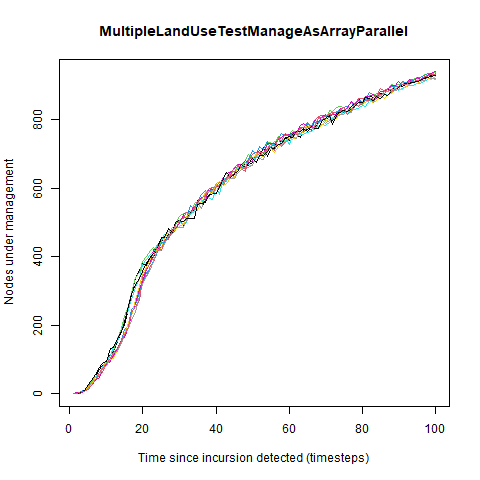 MultipleLandUseTestManageAsArrayParallel
Nodes under management
800
600
400
200
0
0 20 40 60 80 100
Time since incursion detected (timesteps)